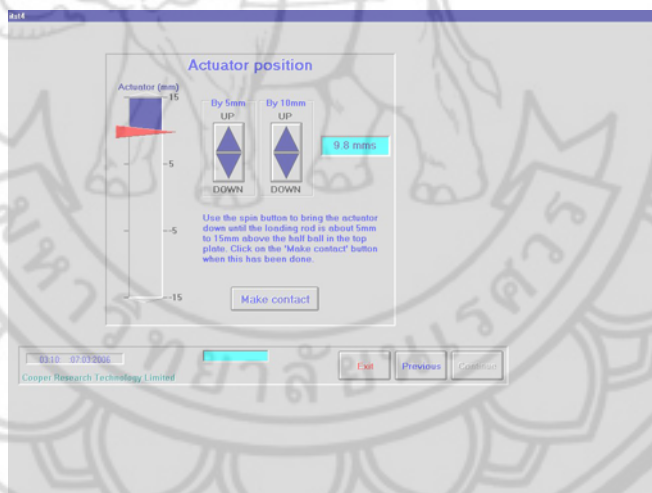 Actuator position
Actuator (mm)
15
5
-5
-15
By 5mm
UP
DOWN
By 10mm
UP
DOWN
9.8 mms
Use the spin button to bring the actuator
down until the loading rod is about 5mm
to 15mm above the half ball in the top
plate. Click on the 'Make contact' button
when this has been done.
Make contact
03:10: 07:03:2006
Cooper Research Technology Limited
Exit
Previous
Continue